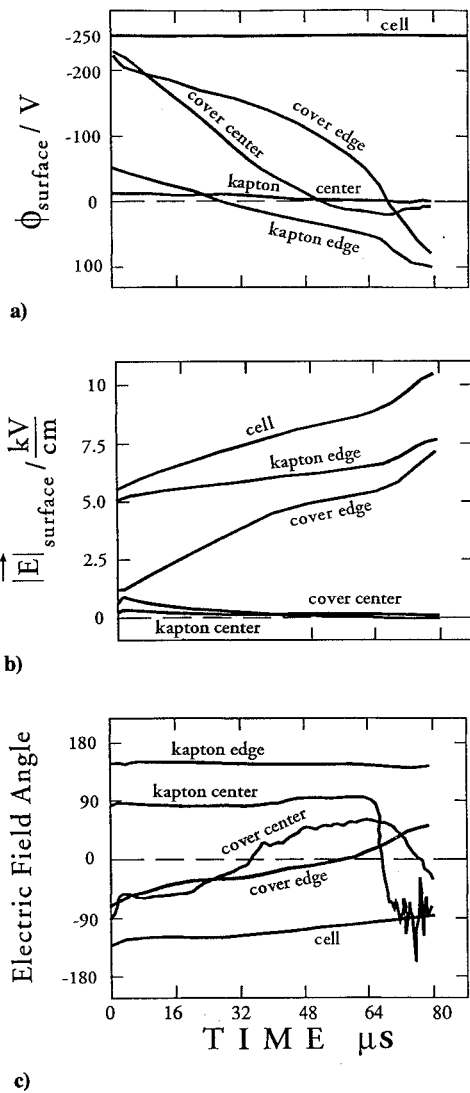 -250
-200
-100
0
100
ϕsurface / V
cell
cover edge
cover center
kapton center
kapton edge
a)
10
7.5
5.0
2.5
0
|E| surface / kV/cm
cell
kapton edge
cover edge
cover center
kapton center
b)
180
90
0
-90
-180
Electric Field Angle
kapton edge
kapton center
cover center
cover edge
cell
0 16 32 48 64 80
TIME μs
c)